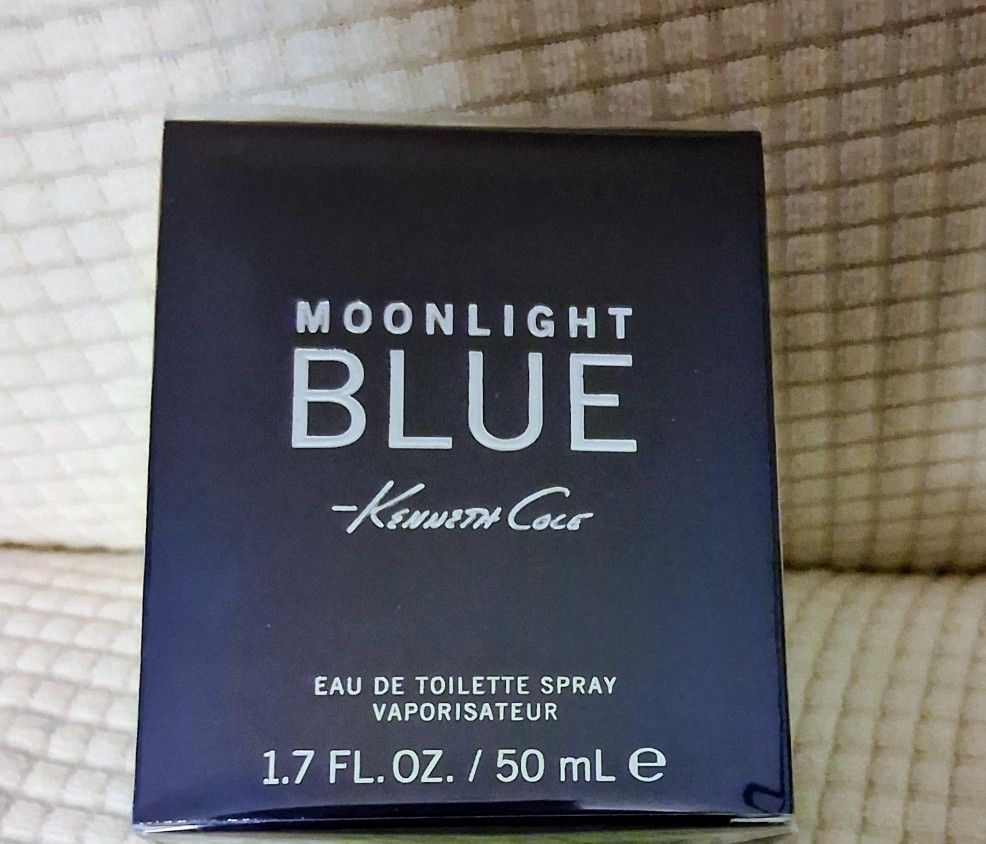 MOONLIGHT
BLUE
-Kenneth Cole
EAU DE TOILETTE SPRAY
VAPORISATEUR
1.7 FL.OZ. / 50 mL e